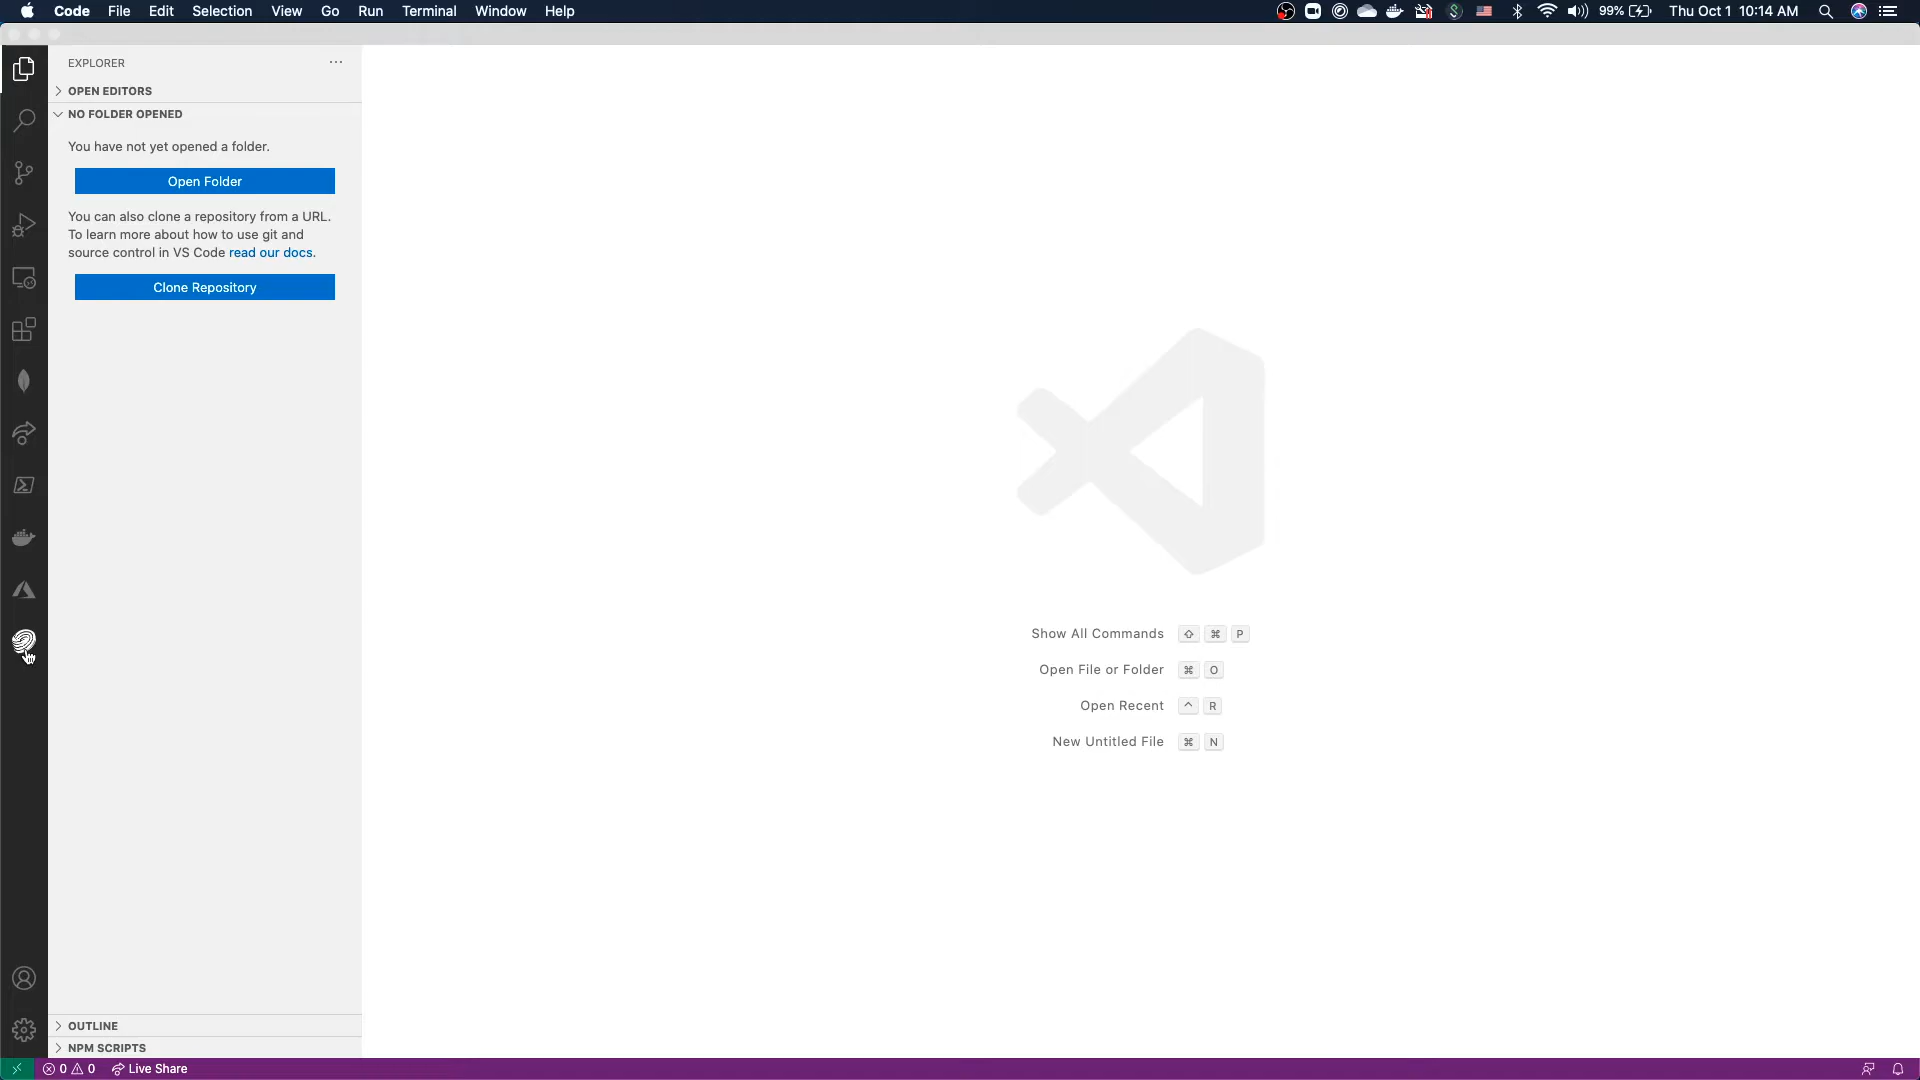 Code File Edit Selection View Go Run Terminal Window Help 99% Thu Oct 1 10:14 AM
EXPLORER ...
OPEN EDITORS
NO FOLDER OPENED
You have not yet opened a folder.
Open Folder
You can also clone a repository from a URL.
To learn more about how to use git and
source control in VS Code read our docs.
Clone Repository
Show All Commands ⇧ ⌘ P
Open File or Folder ⌘ O
Open Recent ^ R
New Untitled File ⌘ N
OUTLINE
NPM SCRIPTS
0 0 Live Share